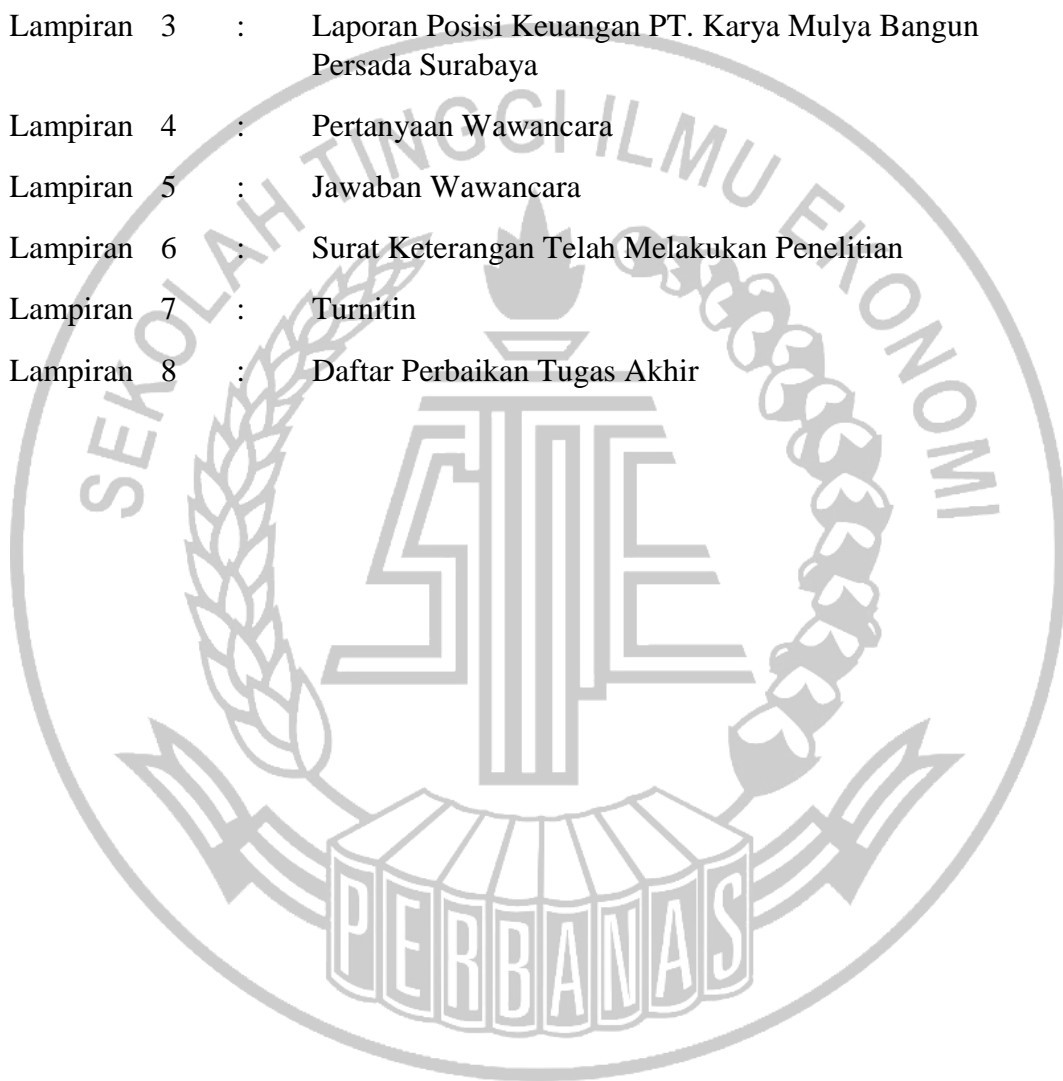 Lampiran 3 : Laporan Posisi Keuangan PT. Karya Mulya Bangun
Persada Surabaya
Lampiran 4 : Pertanyaan Wawancara
Lampiran 5 : Jawaban Wawancara
Lampiran 6 : Surat Keterangan Telah Melakukan Penelitian
Lampiran 7 : Turnitin
Lampiran 8 : Daftar Perbaikan Tugas Akhir
SEKOLAH TINGGI ILMU EKONOMI
STIE
PERBANAS